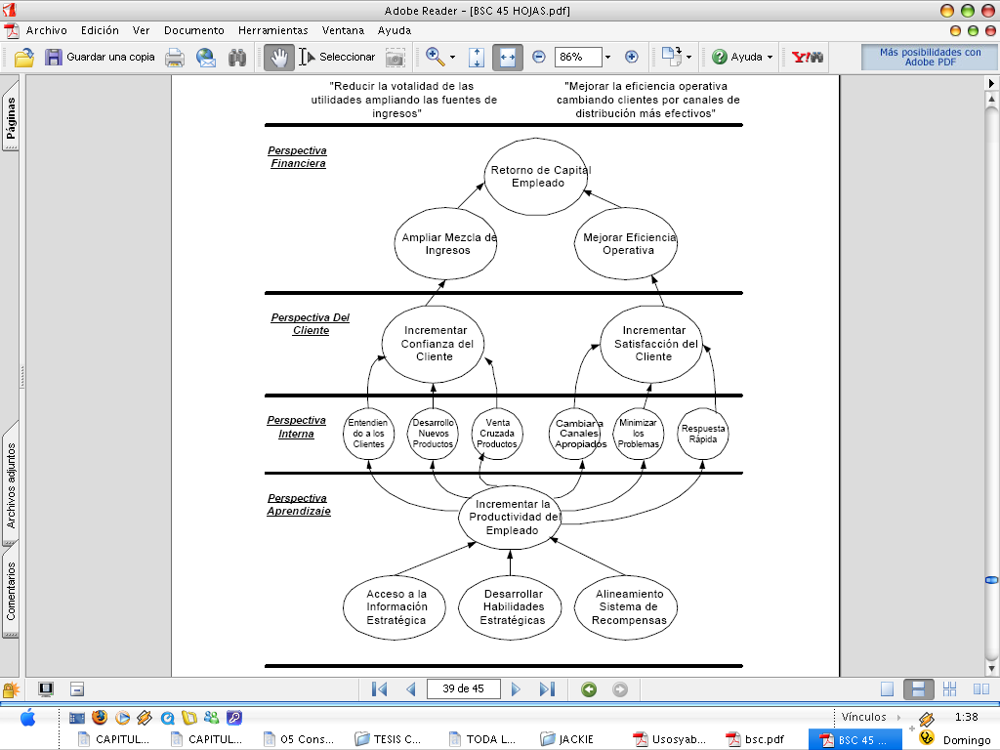 Adobe Reader - [BSC 45 HOJAS.pdf]
Archivo Edición Ver Documento Herramientas Ventana Ayuda
Guardar una copia Seleccionar 86% Ayuda Y!
Más posibilidades con
Adobe PDF
Páginas
Archivos adjuntos
Comentarios
"Reducir la votalidad de las
utilidades ampliando las fuentes de
ingresos"
"Mejorar la eficiencia operativa
cambiando clientes por canales de
distribución más efectivos"
Perspectiva
Financiera
Retorno de Capital
Empleado
Ampliar Mezcla de
Ingresos
Mejorar Eficiencia
Operativa
Perspectiva Del
Cliente
Incrementar
Confianza del
Cliente
Incrementar
Satisfacción del
Cliente
Perspectiva
Interna
Entendien
do a los
Clientes
Desarrollo
Nuevos
Productos
Venta
Cruzada
Productos
Cambiar a
Canales
Apropiados
Minimizar
los
Problemas
Respuesta
Rápida
Perspectiva
Aprendizaje
Incrementar la
Productividad del
Empleado
Acceso a la
Información
Estratégica
Desarrollar
Habilidades
Estratégicas
Alineamiento
Sistema de
Recompensas
39 de 45
Vínculos 1:38
CAPITUL... CAPITUL... 05 Cons... TESIS C... TODA L... JACKIE Usosyab... bsc.pdf BSC 45 ... Domingo